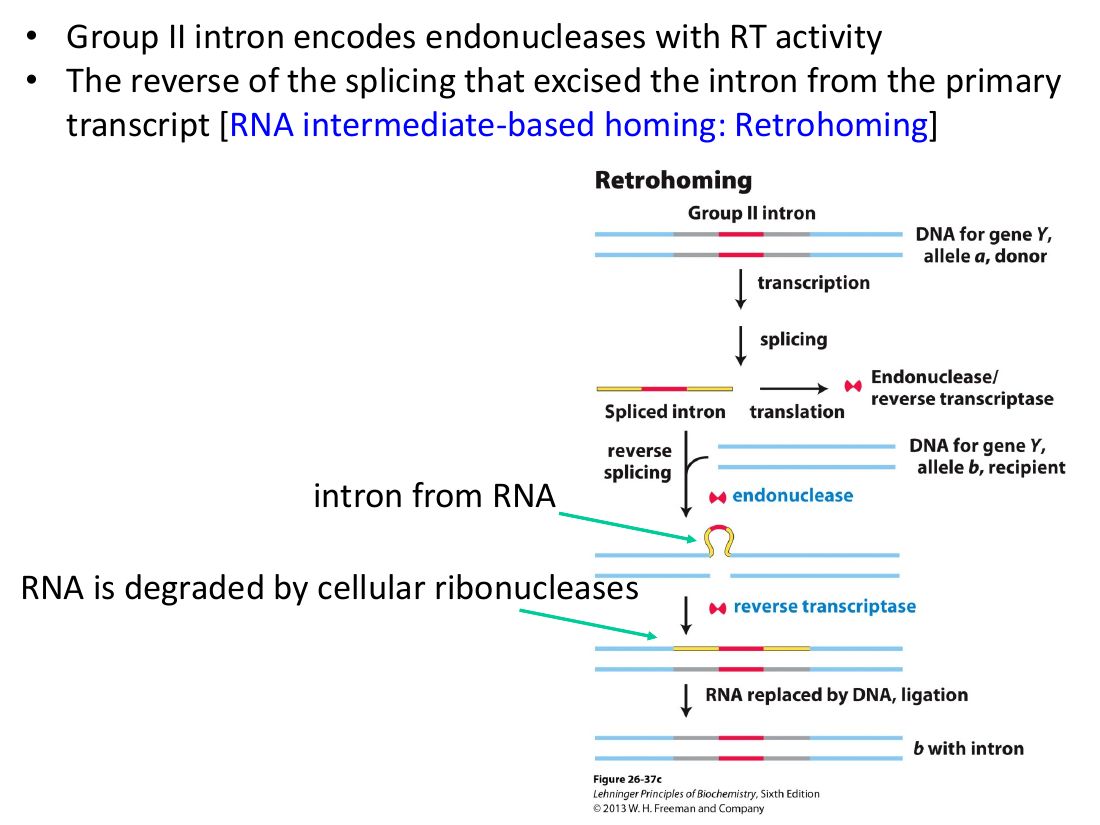 • Group II intron encodes endonucleases with RT activity
• The reverse of the splicing that excised the intron from the primary
transcript [RNA intermediate-based homing: Retrohoming]
Retrohoming
Group II intron
DNA for gene Y,
allele a, donor
transcription
splicing
Endonuclease/
reverse transcriptase
Spliced intron
translation
reverse
splicing
DNA for gene Y,
allele b, recipient
endonuclease
intron from RNA
RNA is degraded by cellular ribonucleases
reverse transcriptase
RNA replaced by DNA, ligation
b with intron
Figure 26-37c
Lehninger Principles of Biochemistry, Sixth Edition
© 2013 W. H. Freeman and Company